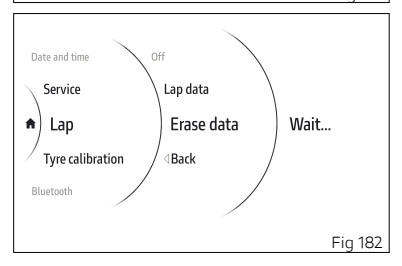 Date and time
Service
Lap
Tyre calibration
Bluetooth
Off
Lap data
Erase data
Back
Wait...
Fig 182